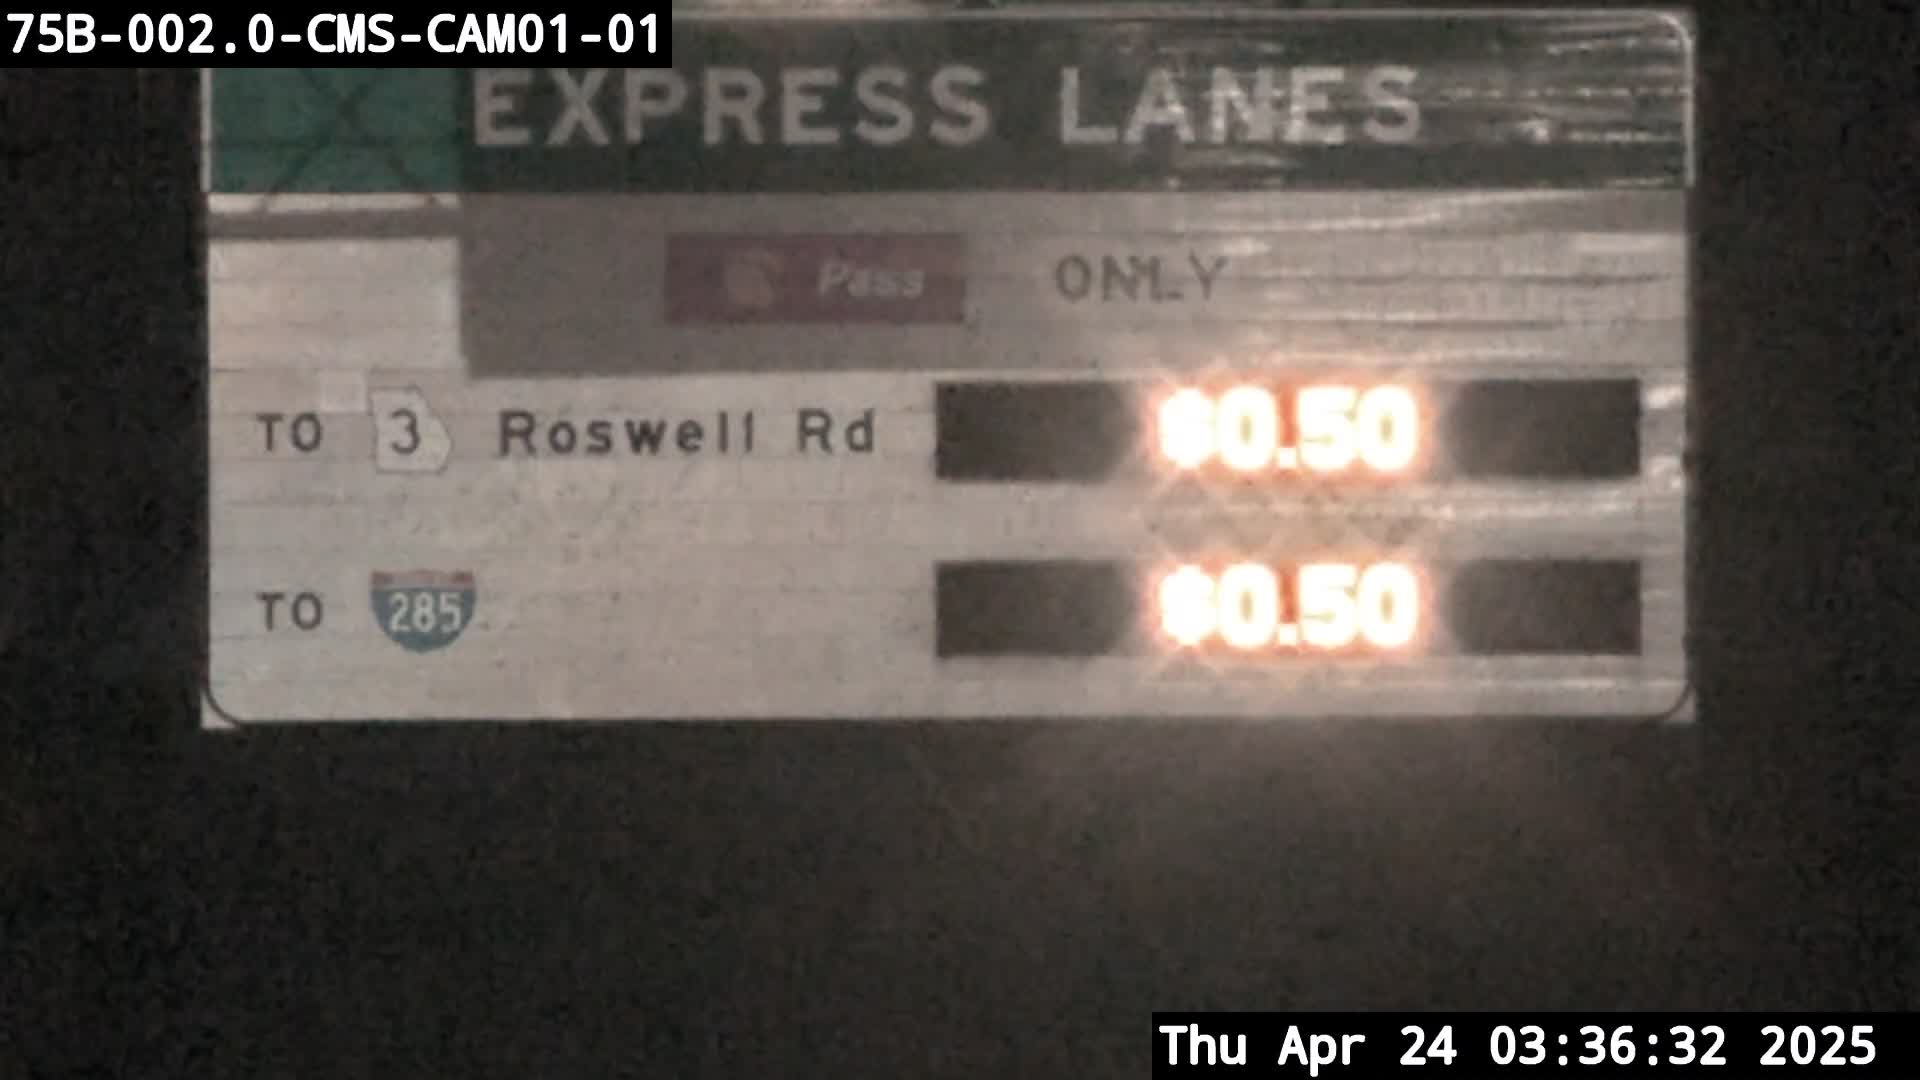 75B-002.0-CMS-CAM01-01
EXPRESS LANES
Pass ONLY
TO 3 Roswell Rd $0.50
TO 285 $0.50
Thu Apr 24 03:36:32 2025